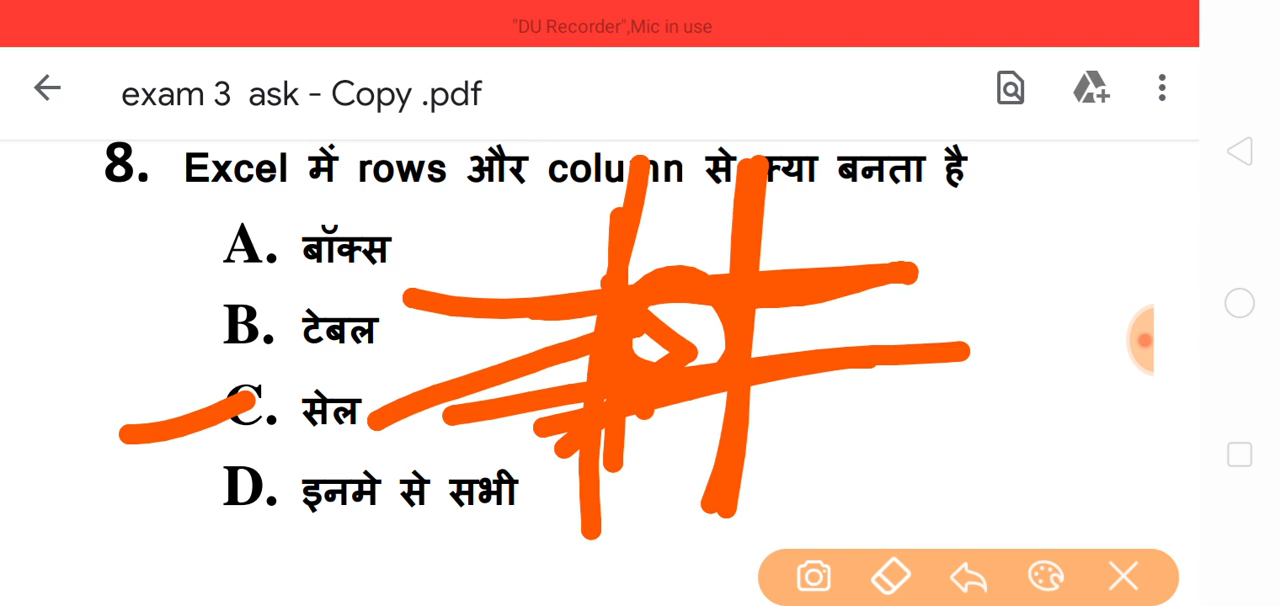 "DU Recorder",Mic in use
exam 3 ask - Copy .pdf
8. Excel में rows और column से क्या बनता है
A. बॉक्स
B. टेबल
C. सेल
D. इनमे से सभी